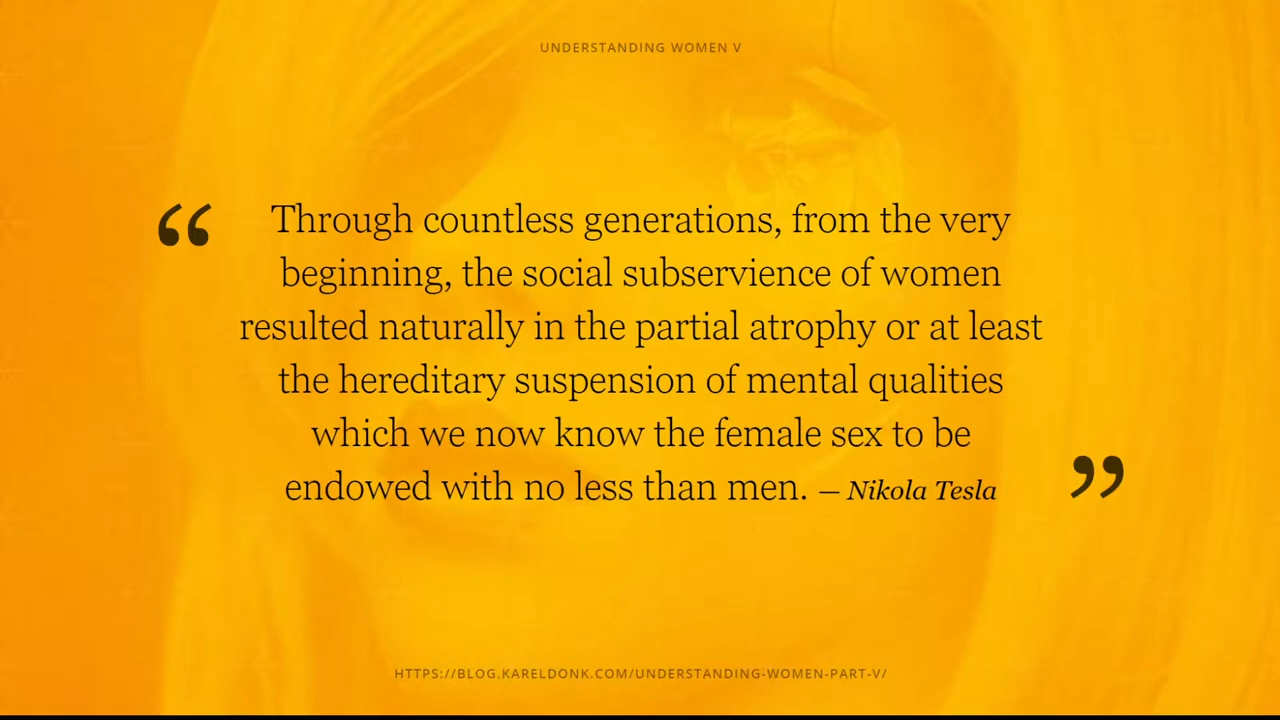 UNDERSTANDING WOMEN V
“ Through countless generations, from the very
beginning, the social subservience of women
resulted naturally in the partial atrophy or at least
the hereditary suspension of mental qualities
which we now know the female sex to be
endowed with no less than men. — Nikola Tesla ”
HTTPS://BLOG.KARELDONK.COM/UNDERSTANDING-WOMEN-PART-V/